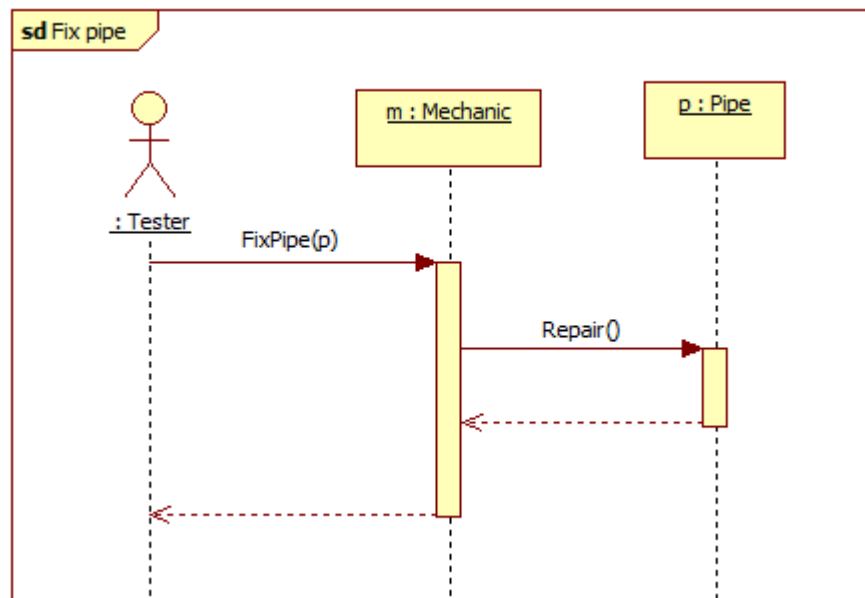 sd Fix pipe
m : Mechanic
p : Pipe
: Tester
FixPipe(p)
Repair()